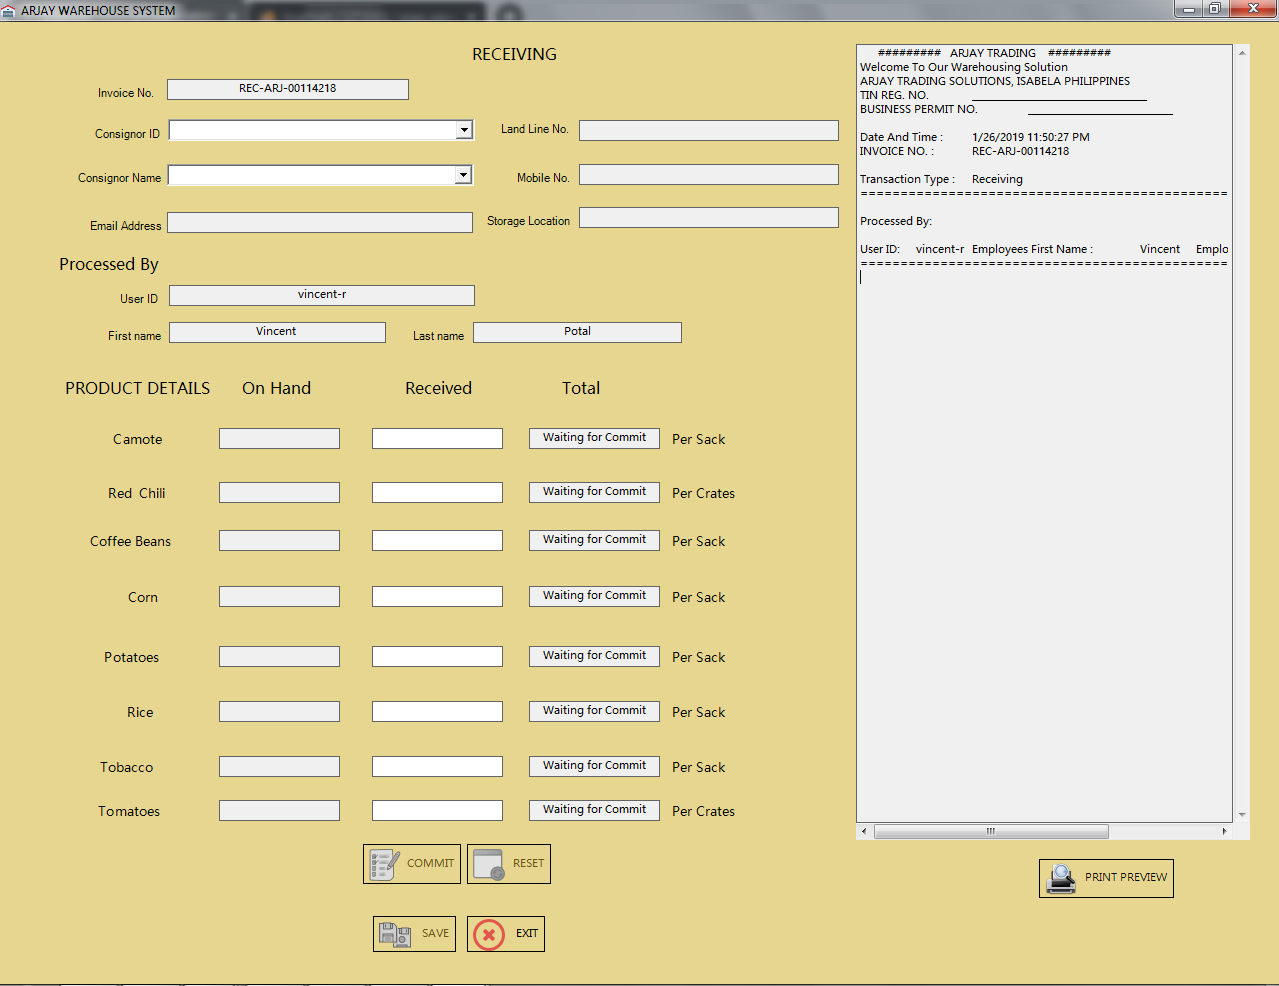 ARJAY WAREHOUSE SYSTEM
RECEIVING
Invoice No. REC-ARJ-00114218
Consignor ID
Land Line No.
Consignor Name
Mobile No.
Email Address
Storage Location
Processed By
User ID vincent-r
First name Vincent Last name Potal
PRODUCT DETAILS On Hand Received Total
Camote Waiting for Commit Per Sack
Red Chili Waiting for Commit Per Crates
Coffee Beans Waiting for Commit Per Sack
Corn Waiting for Commit Per Sack
Potatoes Waiting for Commit Per Sack
Rice Waiting for Commit Per Sack
Tobacco Waiting for Commit Per Sack
Tomatoes Waiting for Commit Per Crates
COMMIT RESET
SAVE EXIT
######### ARJAY TRADING #########
Welcome To Our Warehousing Solution
ARJAY TRADING SOLUTIONS, ISABELA PHILIPPINES
TIN REG. NO. ____________________
BUSINESS PERMIT NO. ____________________
Date And Time : 1/26/2019 11:50:27 PM
INVOICE NO. : REC-ARJ-00114218
Transaction Type : Receiving
==============================================
Processed By:
User ID: vincent-r Employees First Name : Vincent Emplo
==============================================
PRINT PREVIEW